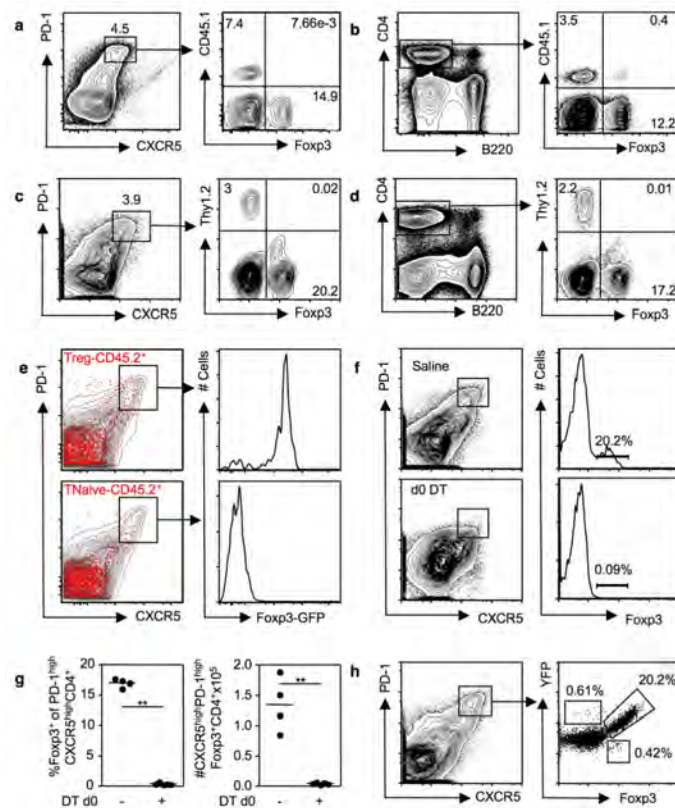 a
4.5
PD-1
CXCR5
7.4
7,66e-3
CD45.1
14.9
Foxp3
b
CD4
B220
3.5
0.4
CD45.1
12.2
Foxp3
c
3.9
PD-1
CXCR5
3
0.02
Thy1.2
20.2
Foxp3
d
CD4
B220
2.2
0.01
Thy1.2
17.2
Foxp3
e
Treg-CD45.2⁺
PD-1
# Cells
TNaive-CD45.2⁺
CXCR5
Foxp3-GFP
f
Saline
PD-1
# Cells
20.2%
d0 DT
0.09%
CXCR5
Foxp3
g
%Foxp3⁺ of PD-1ʰⁱᵍʰ
CXCR5ʰⁱᵍʰCD4⁺
20
15
10
5
0
**
DT d0 - +
#CXCR5ʰⁱᵍʰPD-1ʰⁱᵍʰ
Foxp3⁺CD4⁺x10⁵
2.0
1.5
1.0
0.5
0
**
DT d0 - +
h
PD-1
CXCR5
YFP
0.61%
20.2%
0.42%
Foxp3